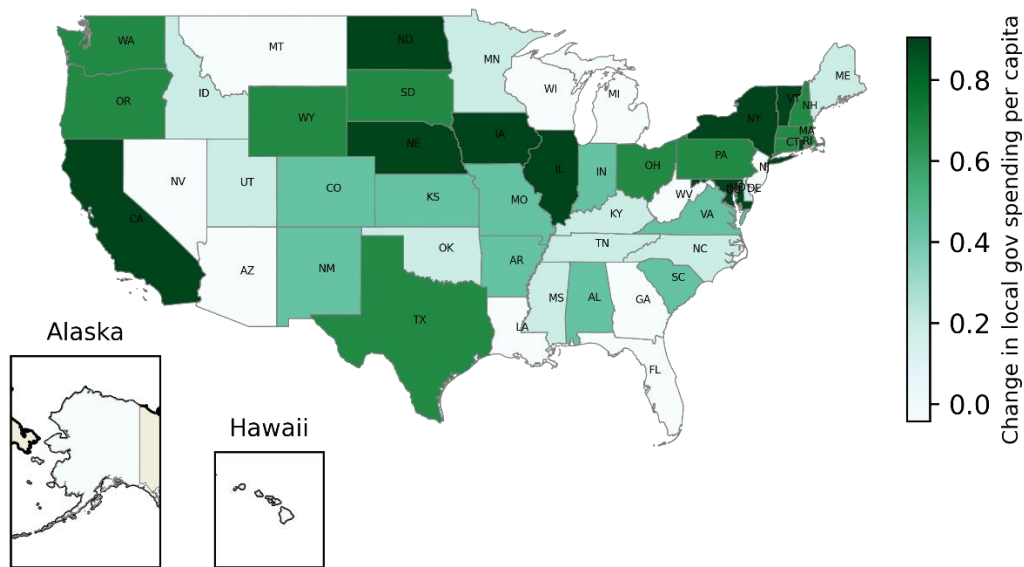 WA
MT
ND
MN
ME
OR
ID
SD
WI
MI
VT
NH
WY
NY
MA
NE
IA
CT
RI
NV
UT
CO
IL
IN
OH
PA
NJ
CA
KS
MO
WV
MD
DE
DC
KY
VA
AZ
NM
OK
AR
TN
NC
SC
TX
MS
AL
GA
LA
FL
Alaska
Hawaii
0.8
0.6
0.4
0.2
0.0
Change in local gov spending per capita